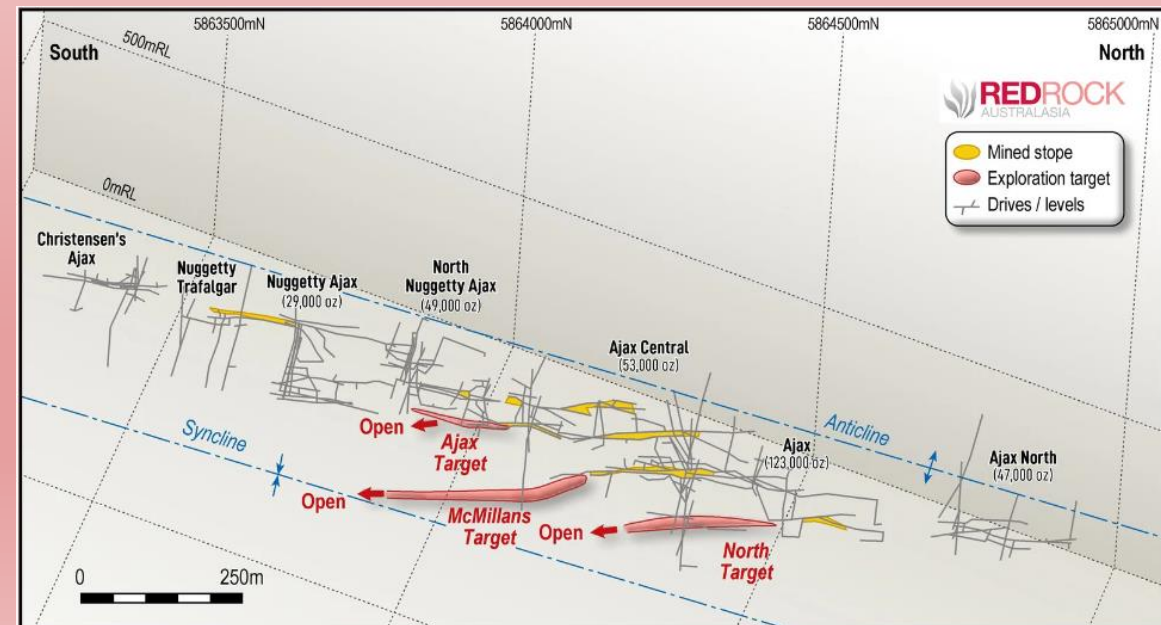 5863500mN
5864000mN
5864500mN
5865000mN
South
500mRL
North
REDROCK
AUSTRALASIA
Mined stope
Exploration target
Drives / levels
0mRL
Christensen's
Ajax
Nuggetty
Trafalgar
Nuggetty Ajax
(29,000 oz)
North
Nuggetty Ajax
(49,000 oz)
Ajax Central
(53,000 oz)
Anticline
Ajax
(123,000 oz)
Ajax North
(47,000 oz)
Syncline
Open
Ajax
Target
Open
McMillans
Target
Open
North
Target
0
250m